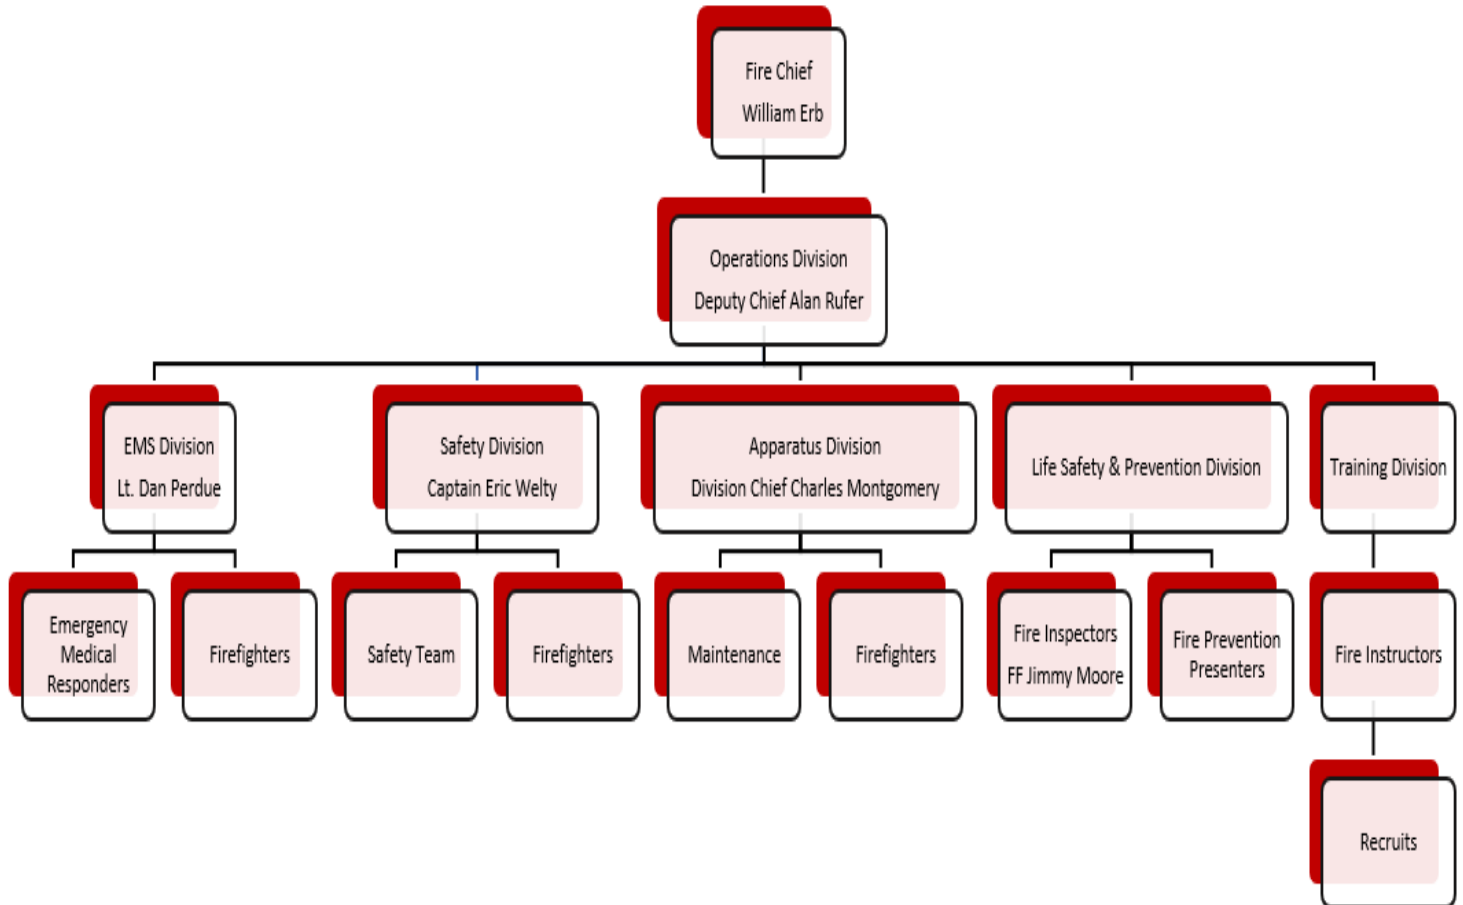 Fire Chief
William Erb
Operations Division
Deputy Chief Alan Rufer
EMS Division
Lt. Dan Perdue
Safety Division
Captain Eric Welty
Apparatus Division
Division Chief Charles Montgomery
Life Safety & Prevention Division
Training Division
Emergency
Medical
Responders
Firefighters
Safety Team
Firefighters
Maintenance
Firefighters
Fire Inspectors
FF Jimmy Moore
Fire Prevention
Presenters
Fire Instructors
Recruits